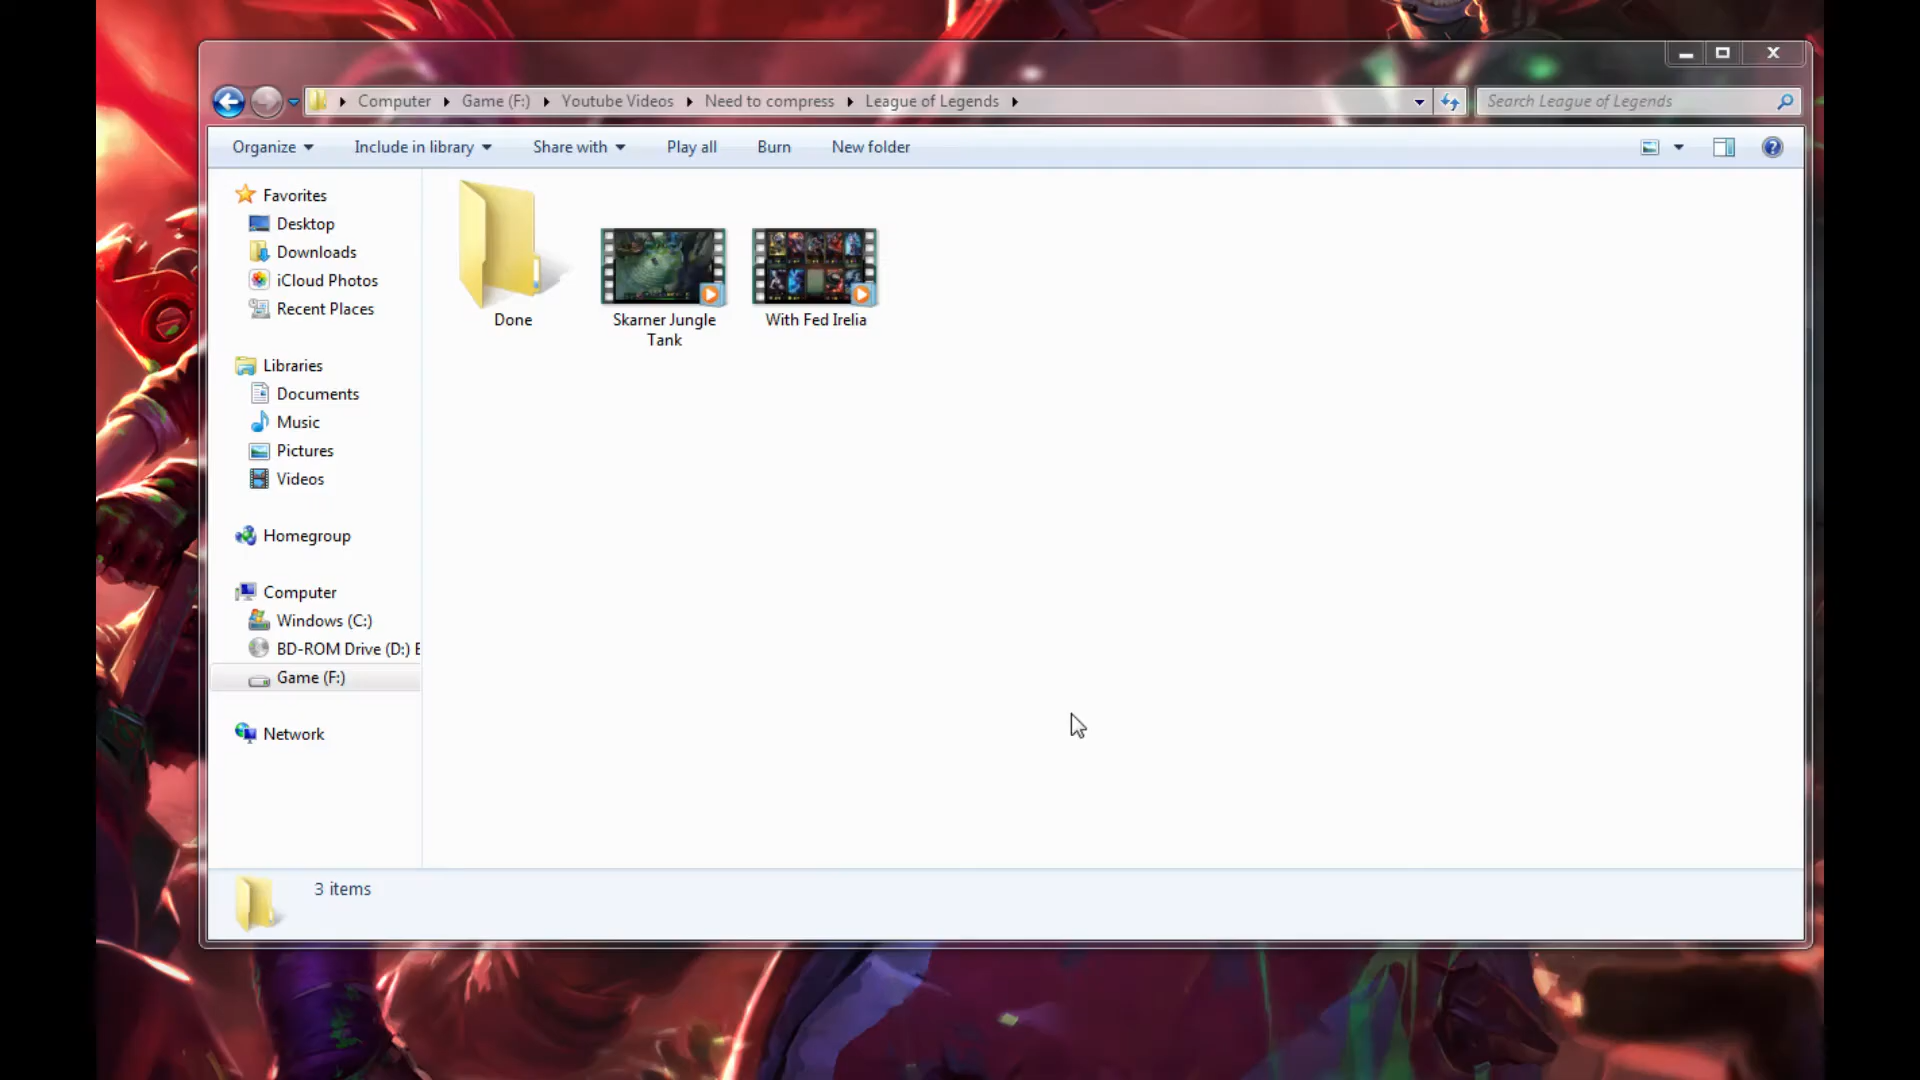 Computer Game (F:) Youtube Videos Need to compress League of Legends
Search League of Legends
Organize Include in library Share with Play all Burn New folder
Favorites
Desktop
Downloads
iCloud Photos
Recent Places
Libraries
Documents
Music
Pictures
Videos
Homegroup
Computer
Windows (C:)
BD-ROM Drive (D:) E
Game (F:)
Network
Done
Skarner Jungle
Tank
With Fed Irelia
3 items